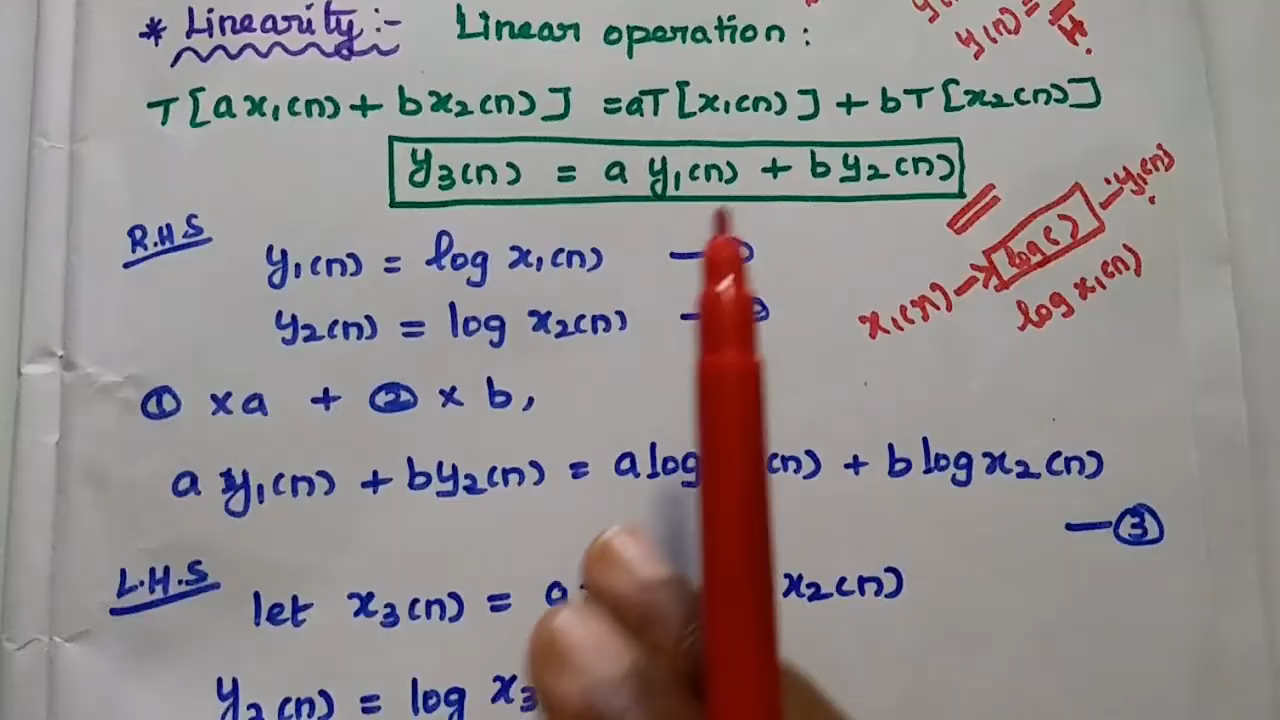 * Linearity :- Linear operation :
T[ax₁(n) + bx₂(n)] = aT[x₁(n)] + bT[x₂(n)]
y₃(n) = a y₁(n) + b y₂(n)
R.H.S
y₁(n) = log x₁(n)
y₂(n) = log x₂(n)
① × a + ② × b,
a y₁(n) + by₂(n) = a log (n) + b log x₂(n)
— ③
L.H.S
let x₃(n) = a x₂(n)
y₃(n) = log x₃
y(n) =
x₁(n) → log( ) → y₁(n)
log x₁(n)